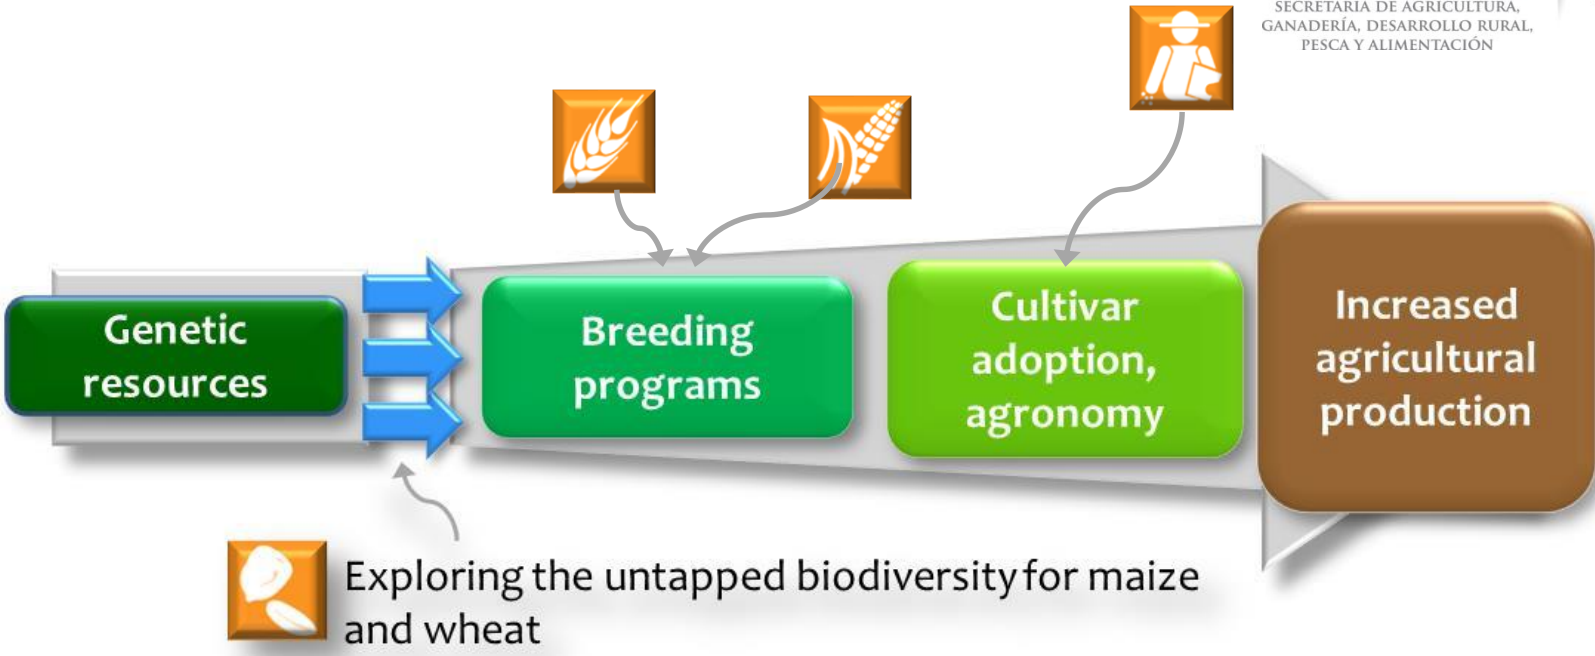 SECRETARÍA DE AGRICULTURA,
GANADERÍA, DESARROLLO RURAL,
PESCA Y ALIMENTACIÓN
Genetic
resources
Breeding
programs
Cultivar
adoption,
agronomy
Increased
agricultural
production
Exploring the untapped biodiversity for maize
and wheat